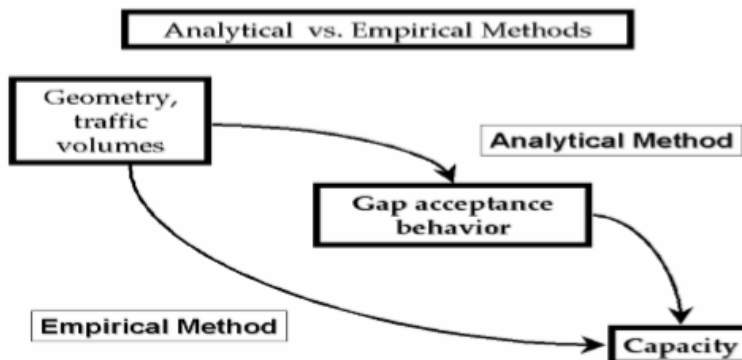 Analytical vs. Empirical Methods
Geometry,
traffic
volumes
Analytical Method
Gap acceptance
behavior
Empirical Method
Capacity